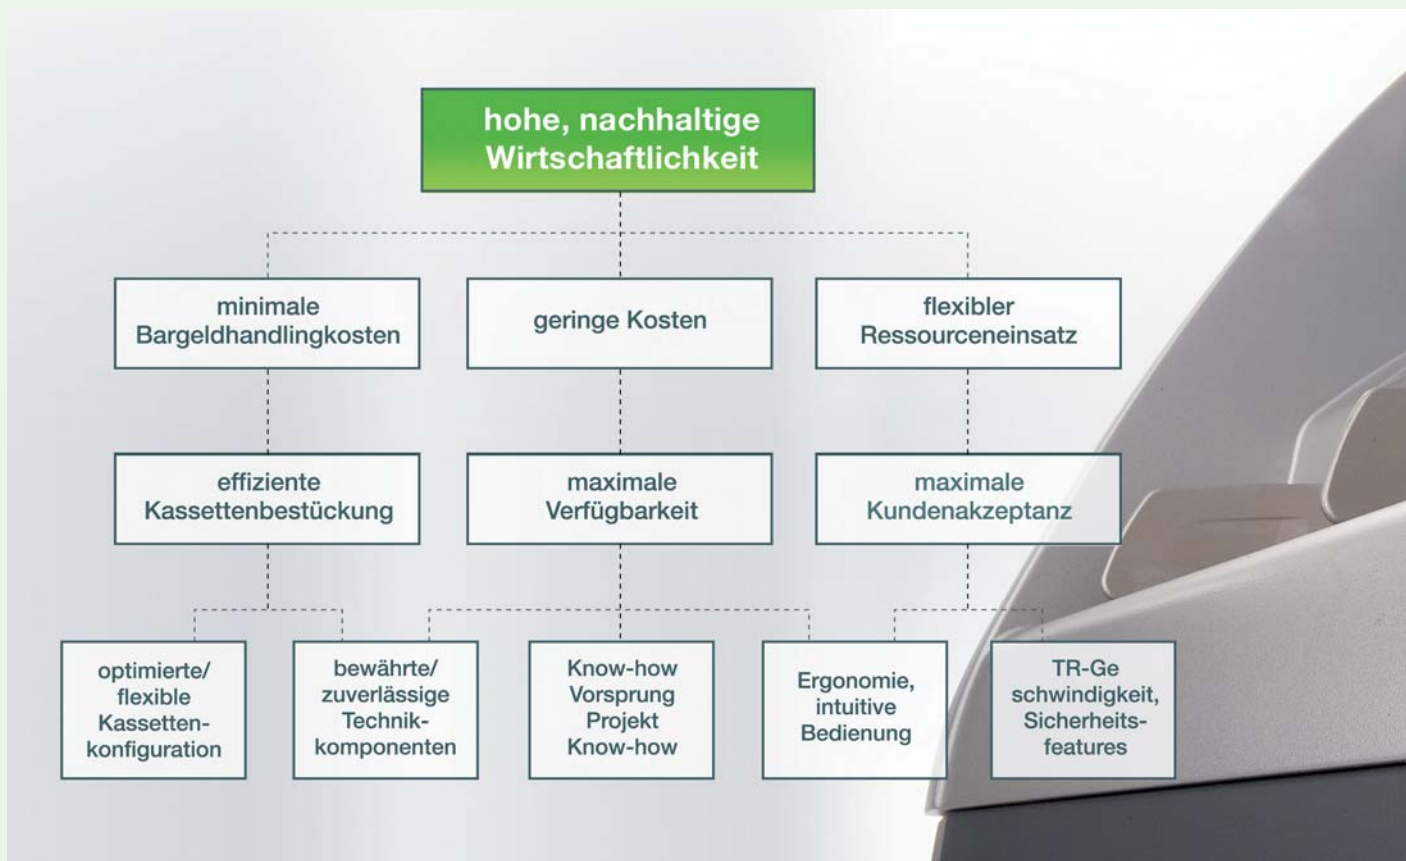 hohe, nachhaltige
Wirtschaftlichkeit
minimale
Bargeldhandlingkosten
geringe Kosten
flexibler
Ressourceneinsatz
effiziente
Kassettenbestückung
maximale
Verfügbarkeit
maximale
Kundenakzeptanz
optimierte/
flexible
Kassetten-
konfiguration
bewährte/
zuverlässige
Technik-
komponenten
Know-how
Vorsprung
Projekt
Know-how
Ergonomie,
intuitive
Bedienung
TR-Ge
schwindigkeit,
Sicherheits-
features